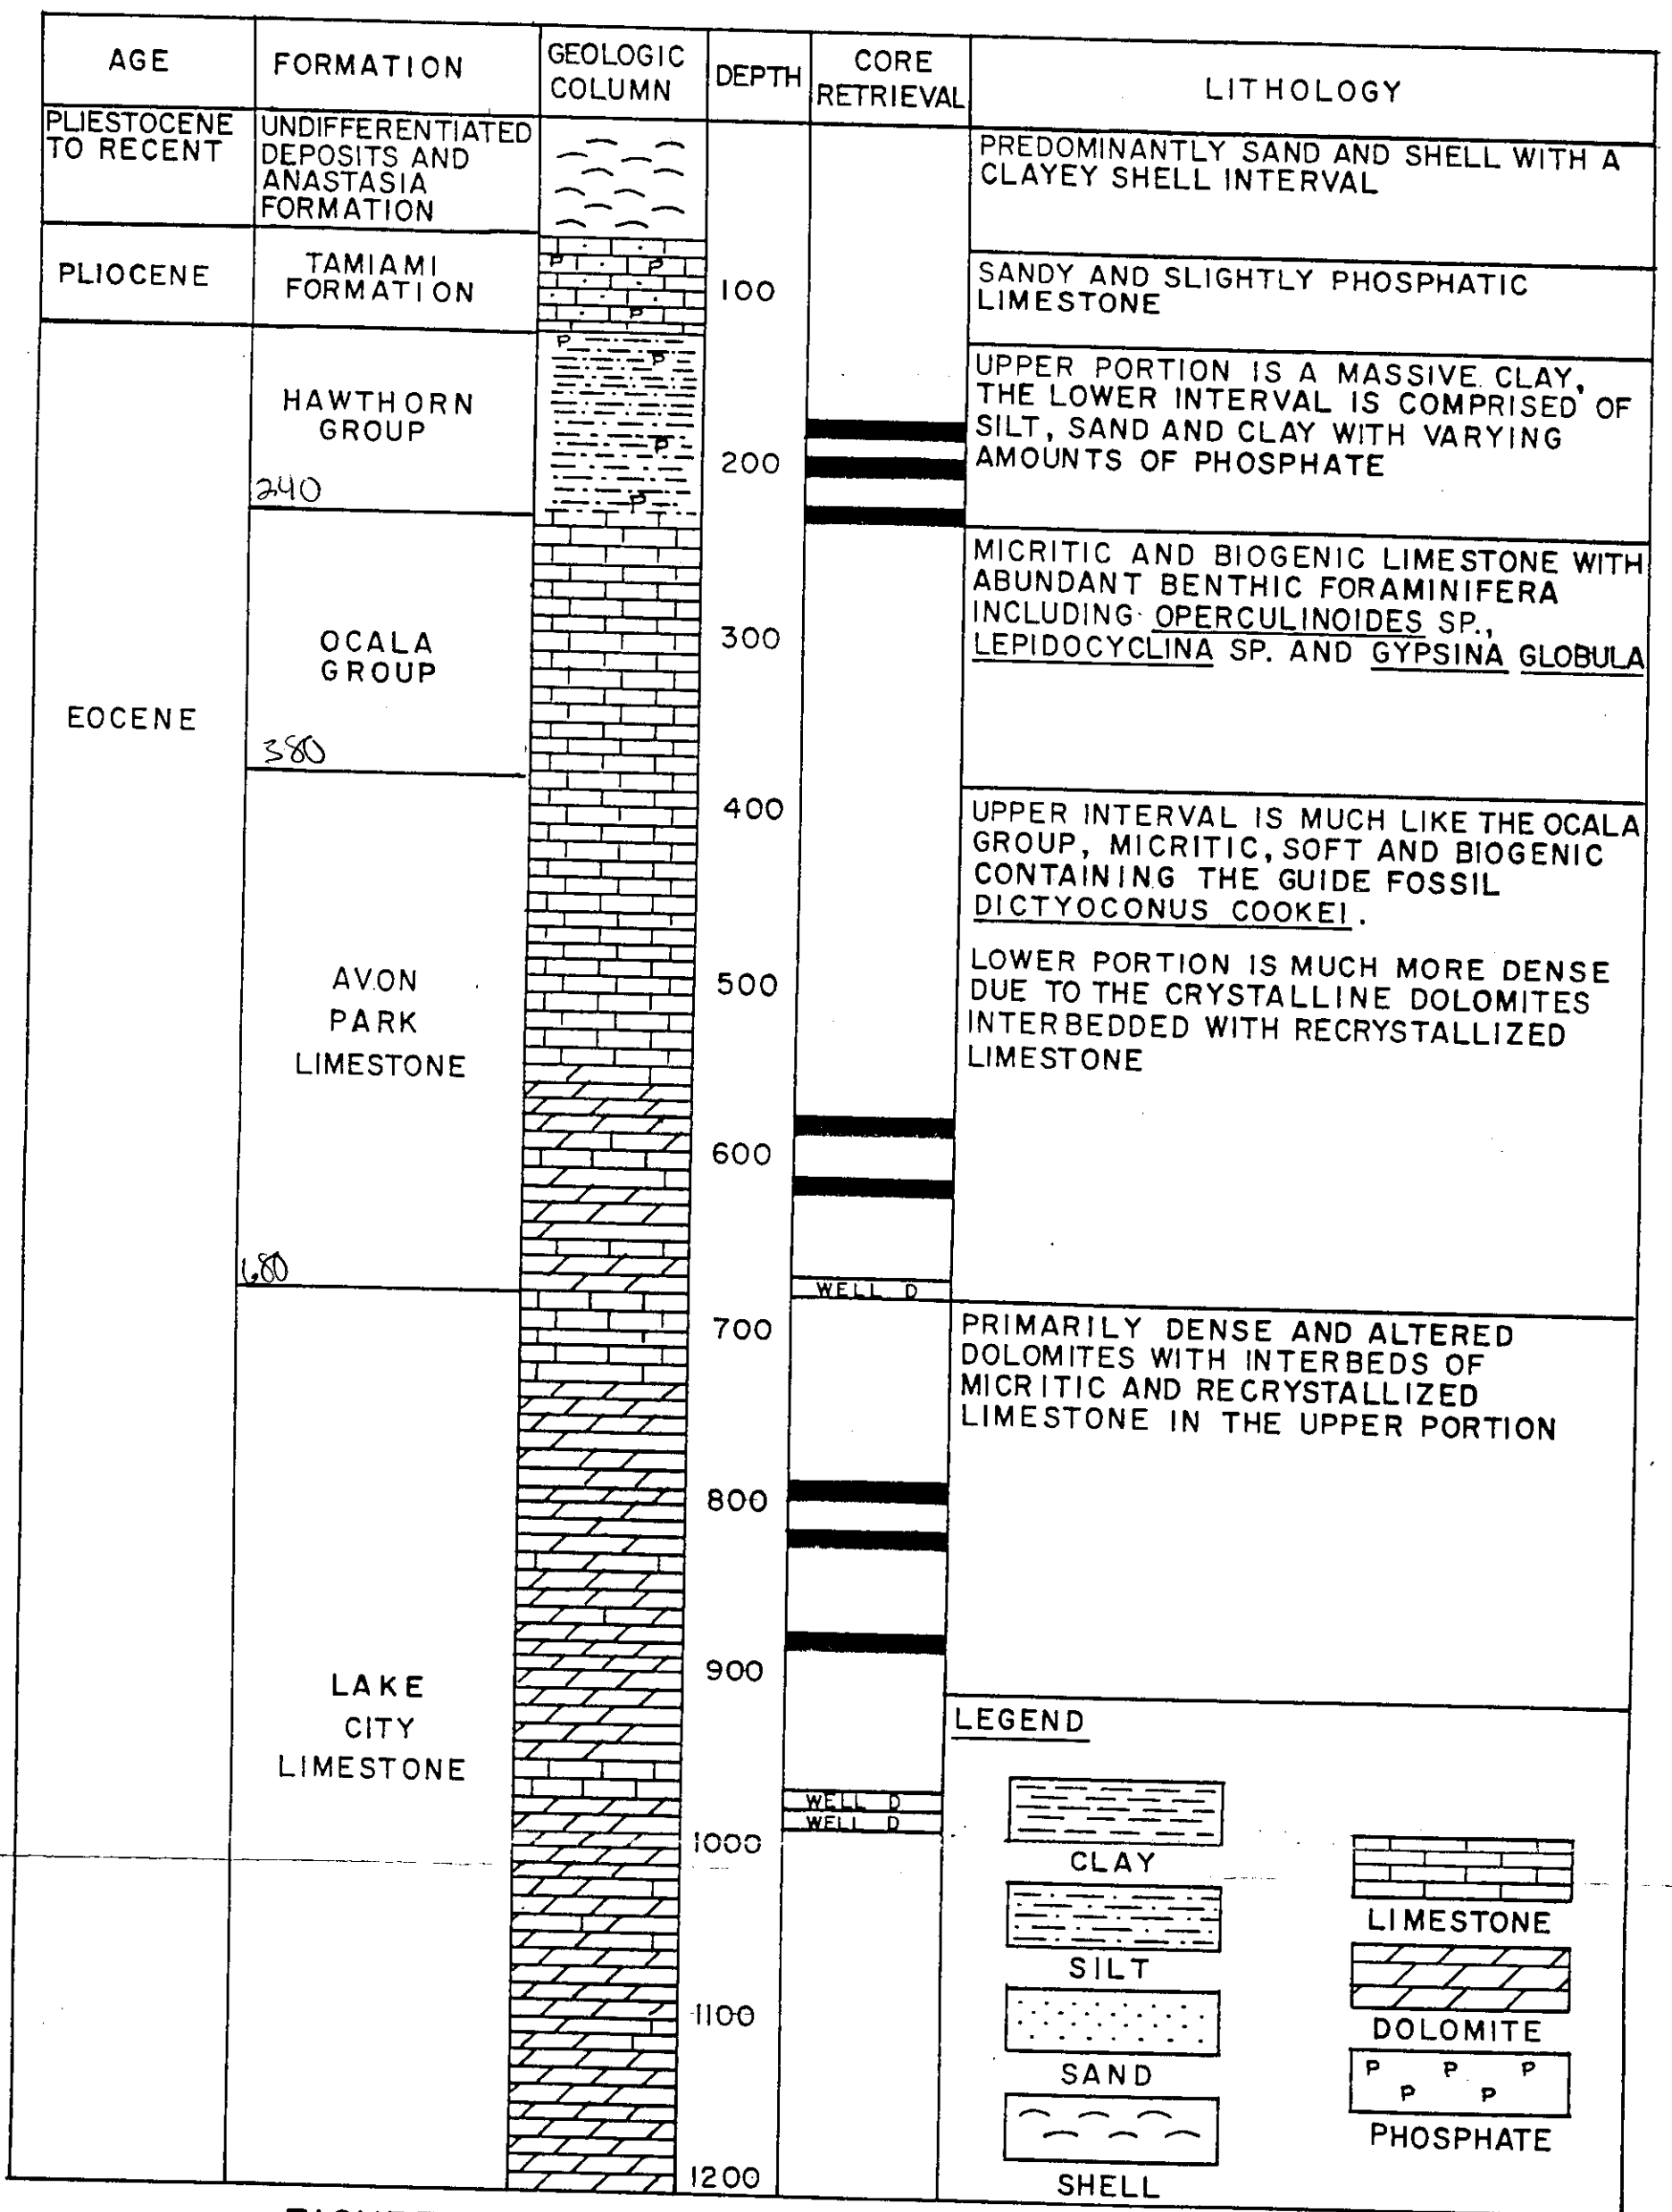 AGE
FORMATION
GEOLOGIC
COLUMN
DEPTH
CORE
RETRIEVAL
LITHOLOGY
PLIESTOCENE
TO RECENT
UNDIFFERENTIATED
DEPOSITS AND
ANASTASIA
FORMATION
PREDOMINANTLY SAND AND SHELL WITH A
CLAYEY SHELL INTERVAL
PLIOCENE
TAMIAMI
FORMATION
P P
P
100
SANDY AND SLIGHTLY PHOSPHATIC
LIMESTONE
EOCENE
HAWTHORN
GROUP
240
P
P
P
P
200
UPPER PORTION IS A MASSIVE CLAY,
THE LOWER INTERVAL IS COMPRISED OF
SILT, SAND AND CLAY WITH VARYING
AMOUNTS OF PHOSPHATE
OCALA
GROUP
380
300
MICRITIC AND BIOGENIC LIMESTONE WITH
ABUNDANT BENTHIC FORAMINIFERA
INCLUDING OPERCULINOIDES SP.,
LEPIDOCYCLINA SP. AND GYPSINA GLOBULA
AVON
PARK
LIMESTONE
680
400
500
600
WELL D
UPPER INTERVAL IS MUCH LIKE THE OCALA
GROUP, MICRITIC, SOFT AND BIOGENIC
CONTAINING THE GUIDE FOSSIL
DICTYOCONUS COOKEI.
LOWER PORTION IS MUCH MORE DENSE
DUE TO THE CRYSTALLINE DOLOMITES
INTERBEDDED WITH RECRYSTALLIZED
LIMESTONE
LAKE
CITY
LIMESTONE
700
800
900
1000
1100
1200
WELL D
WELL D
PRIMARILY DENSE AND ALTERED
DOLOMITES WITH INTERBEDS OF
MICRITIC AND RECRYSTALLIZED
LIMESTONE IN THE UPPER PORTION
LEGEND
CLAY
SILT
SAND
SHELL
LIMESTONE
DOLOMITE
P P P
P P
PHOSPHATE